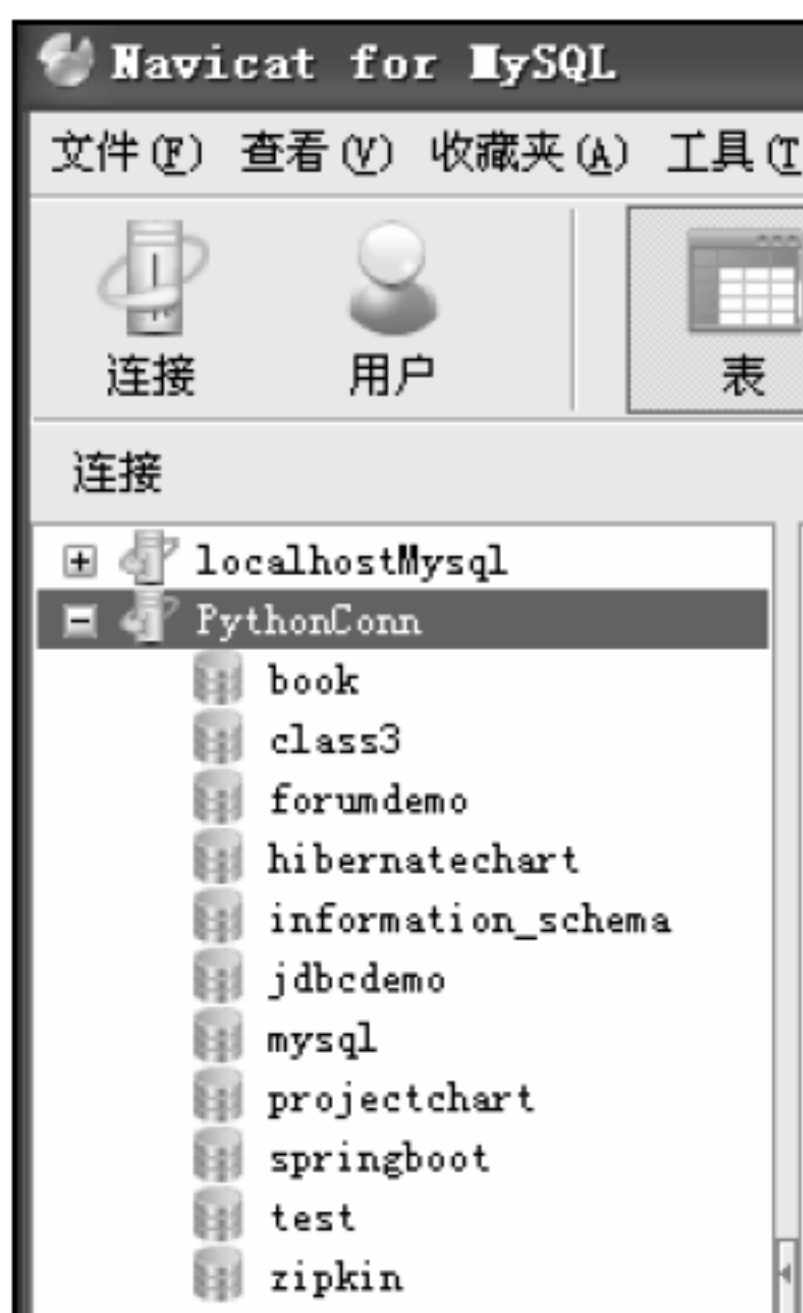 Navicat for MySQL
文件(F) 查看(V) 收藏夹(A) 工具(T
连接 用户 表
连接
localhostMysql
PythonConn
book
class3
forumdemo
hibernatechart
information_schema
jdbcdemo
mysql
projectchart
springboot
test
zipkin